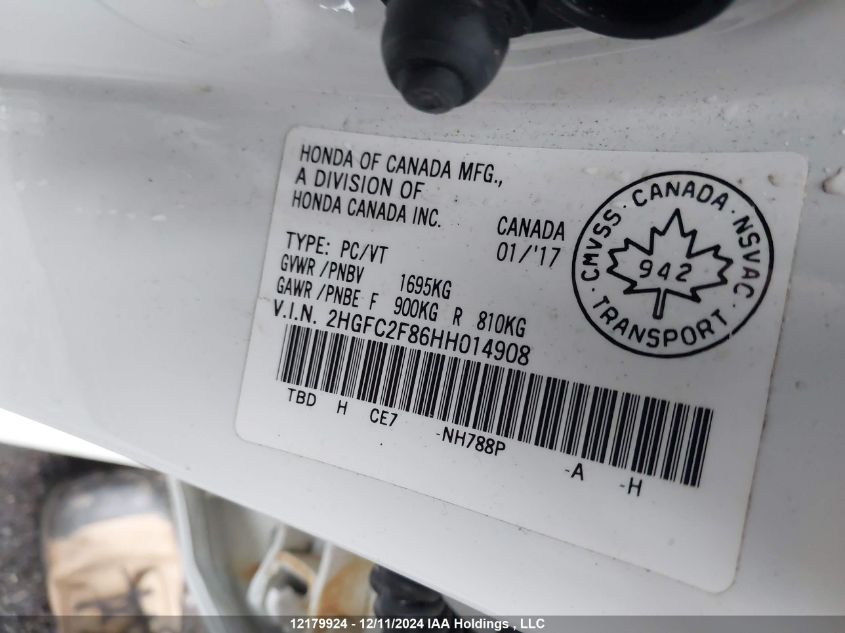 HONDA OF CANADA MFG.,
A DIVISION OF
HONDA CANADA INC.
CANADA
01/'17
TYPE: PC/VT
GVWR/PNBV 1695KG
GAWR/PNBE F 900KG R 810KG
V.I.N. 2HGFC2F86HH014908
TBD H CE7 -NH788P -A -H
CMVSS · CANADA · NSVAC · TRANSPORT ·
942
12179924 - 12/11/2024 IAA Holdings , LLC